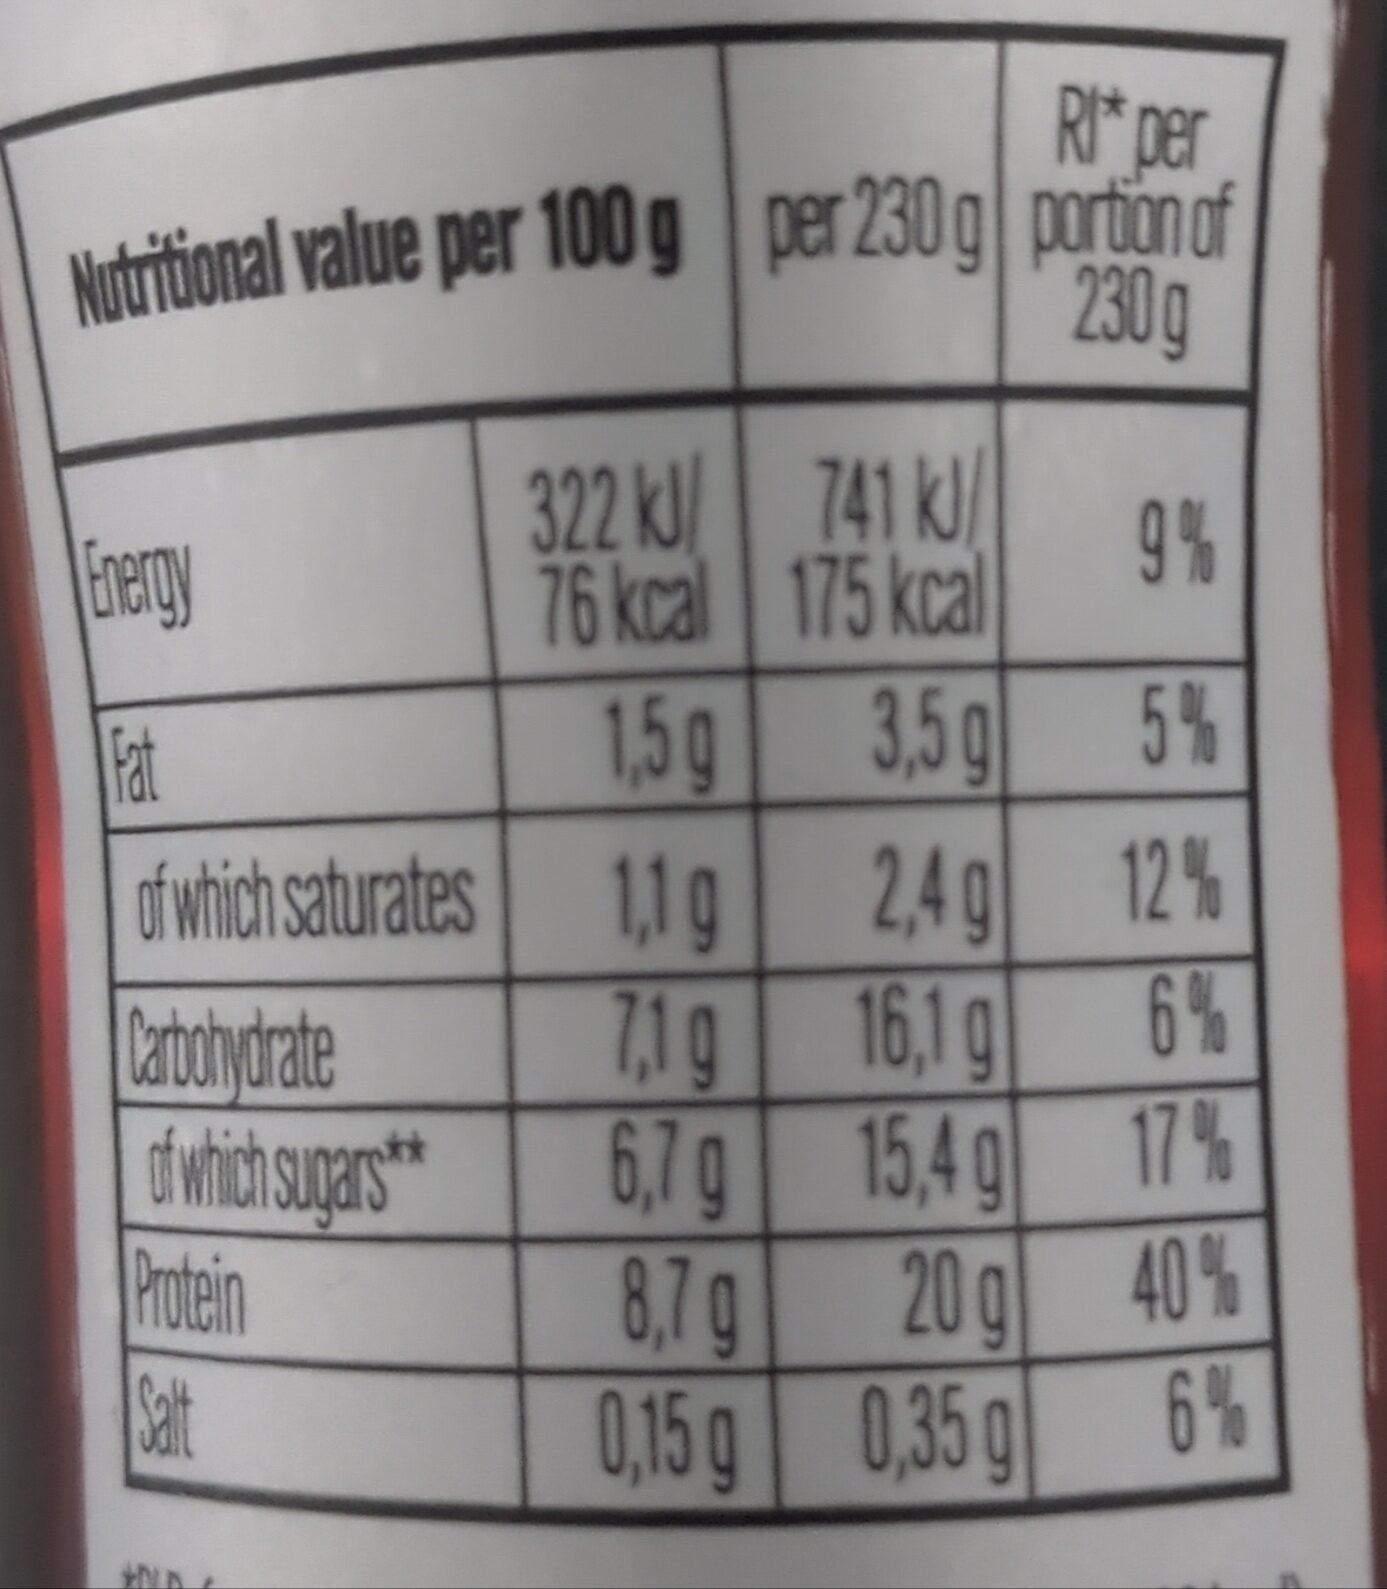 Nutritional value per 100 g per 230 g RI* per portion of 230 g
Energy 322 kJ/ 76 kcal 741 kJ/ 175 kcal 9 %
Fat 1,5 g 3,5 g 5 %
of which saturates 1,1 g 2,4 g 12 %
Carbohydrate 7,1 g 16,1 g 6 %
of which sugars** 6,7 g 15,4 g 17 %
Protein 8,7 g 20 g 40 %
Salt 0,15 g 0,35 g 6 %